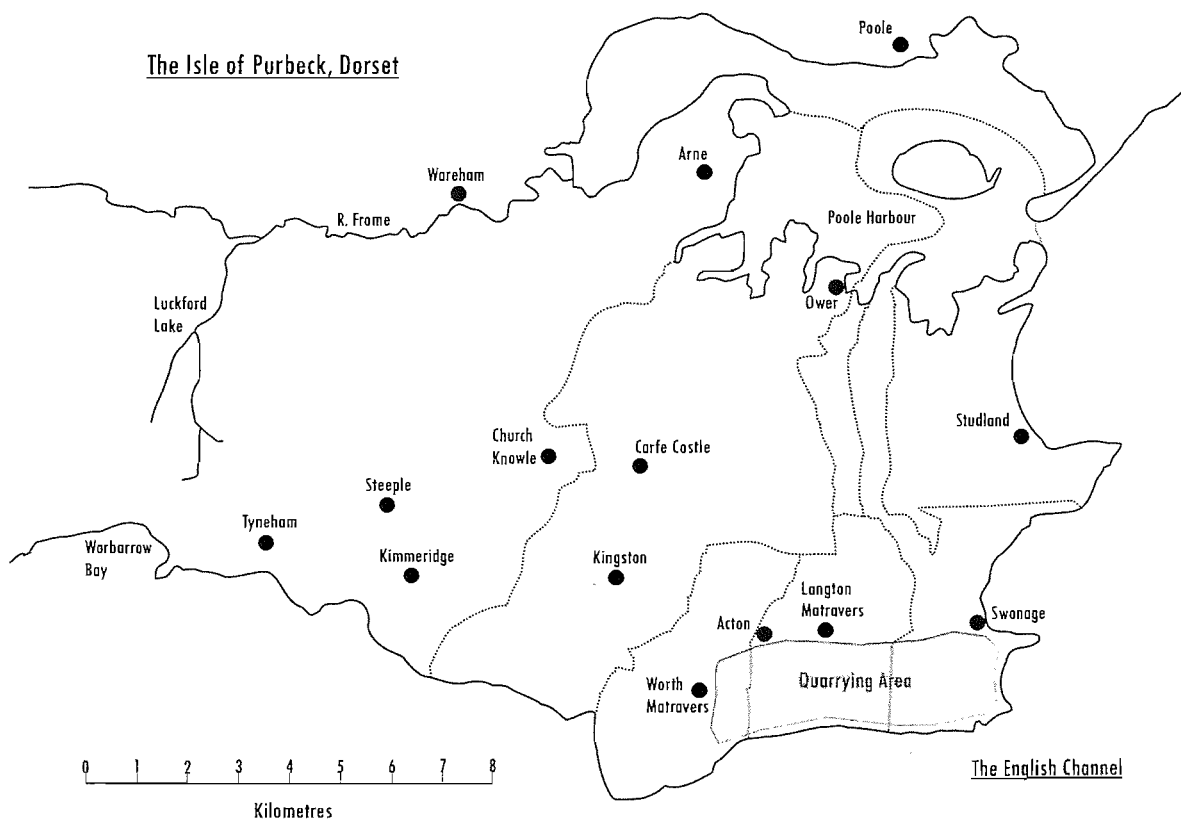 The Isle of Purbeck, Dorset
Poole
Arne
Wareham
R. Frome
Poole Harbour
Luckford
Lake
Ower
Studland
Church
Knowle
Corfe Castle
Steeple
Tyneham
Worbarrow
Bay
Kimmeridge
Kingston
Langton
Matravers
Acton
Swanage
Worth
Matravers
Quarrying Area
0 1 2 3 4 5 6 7 8
Kilometres
The English Channel